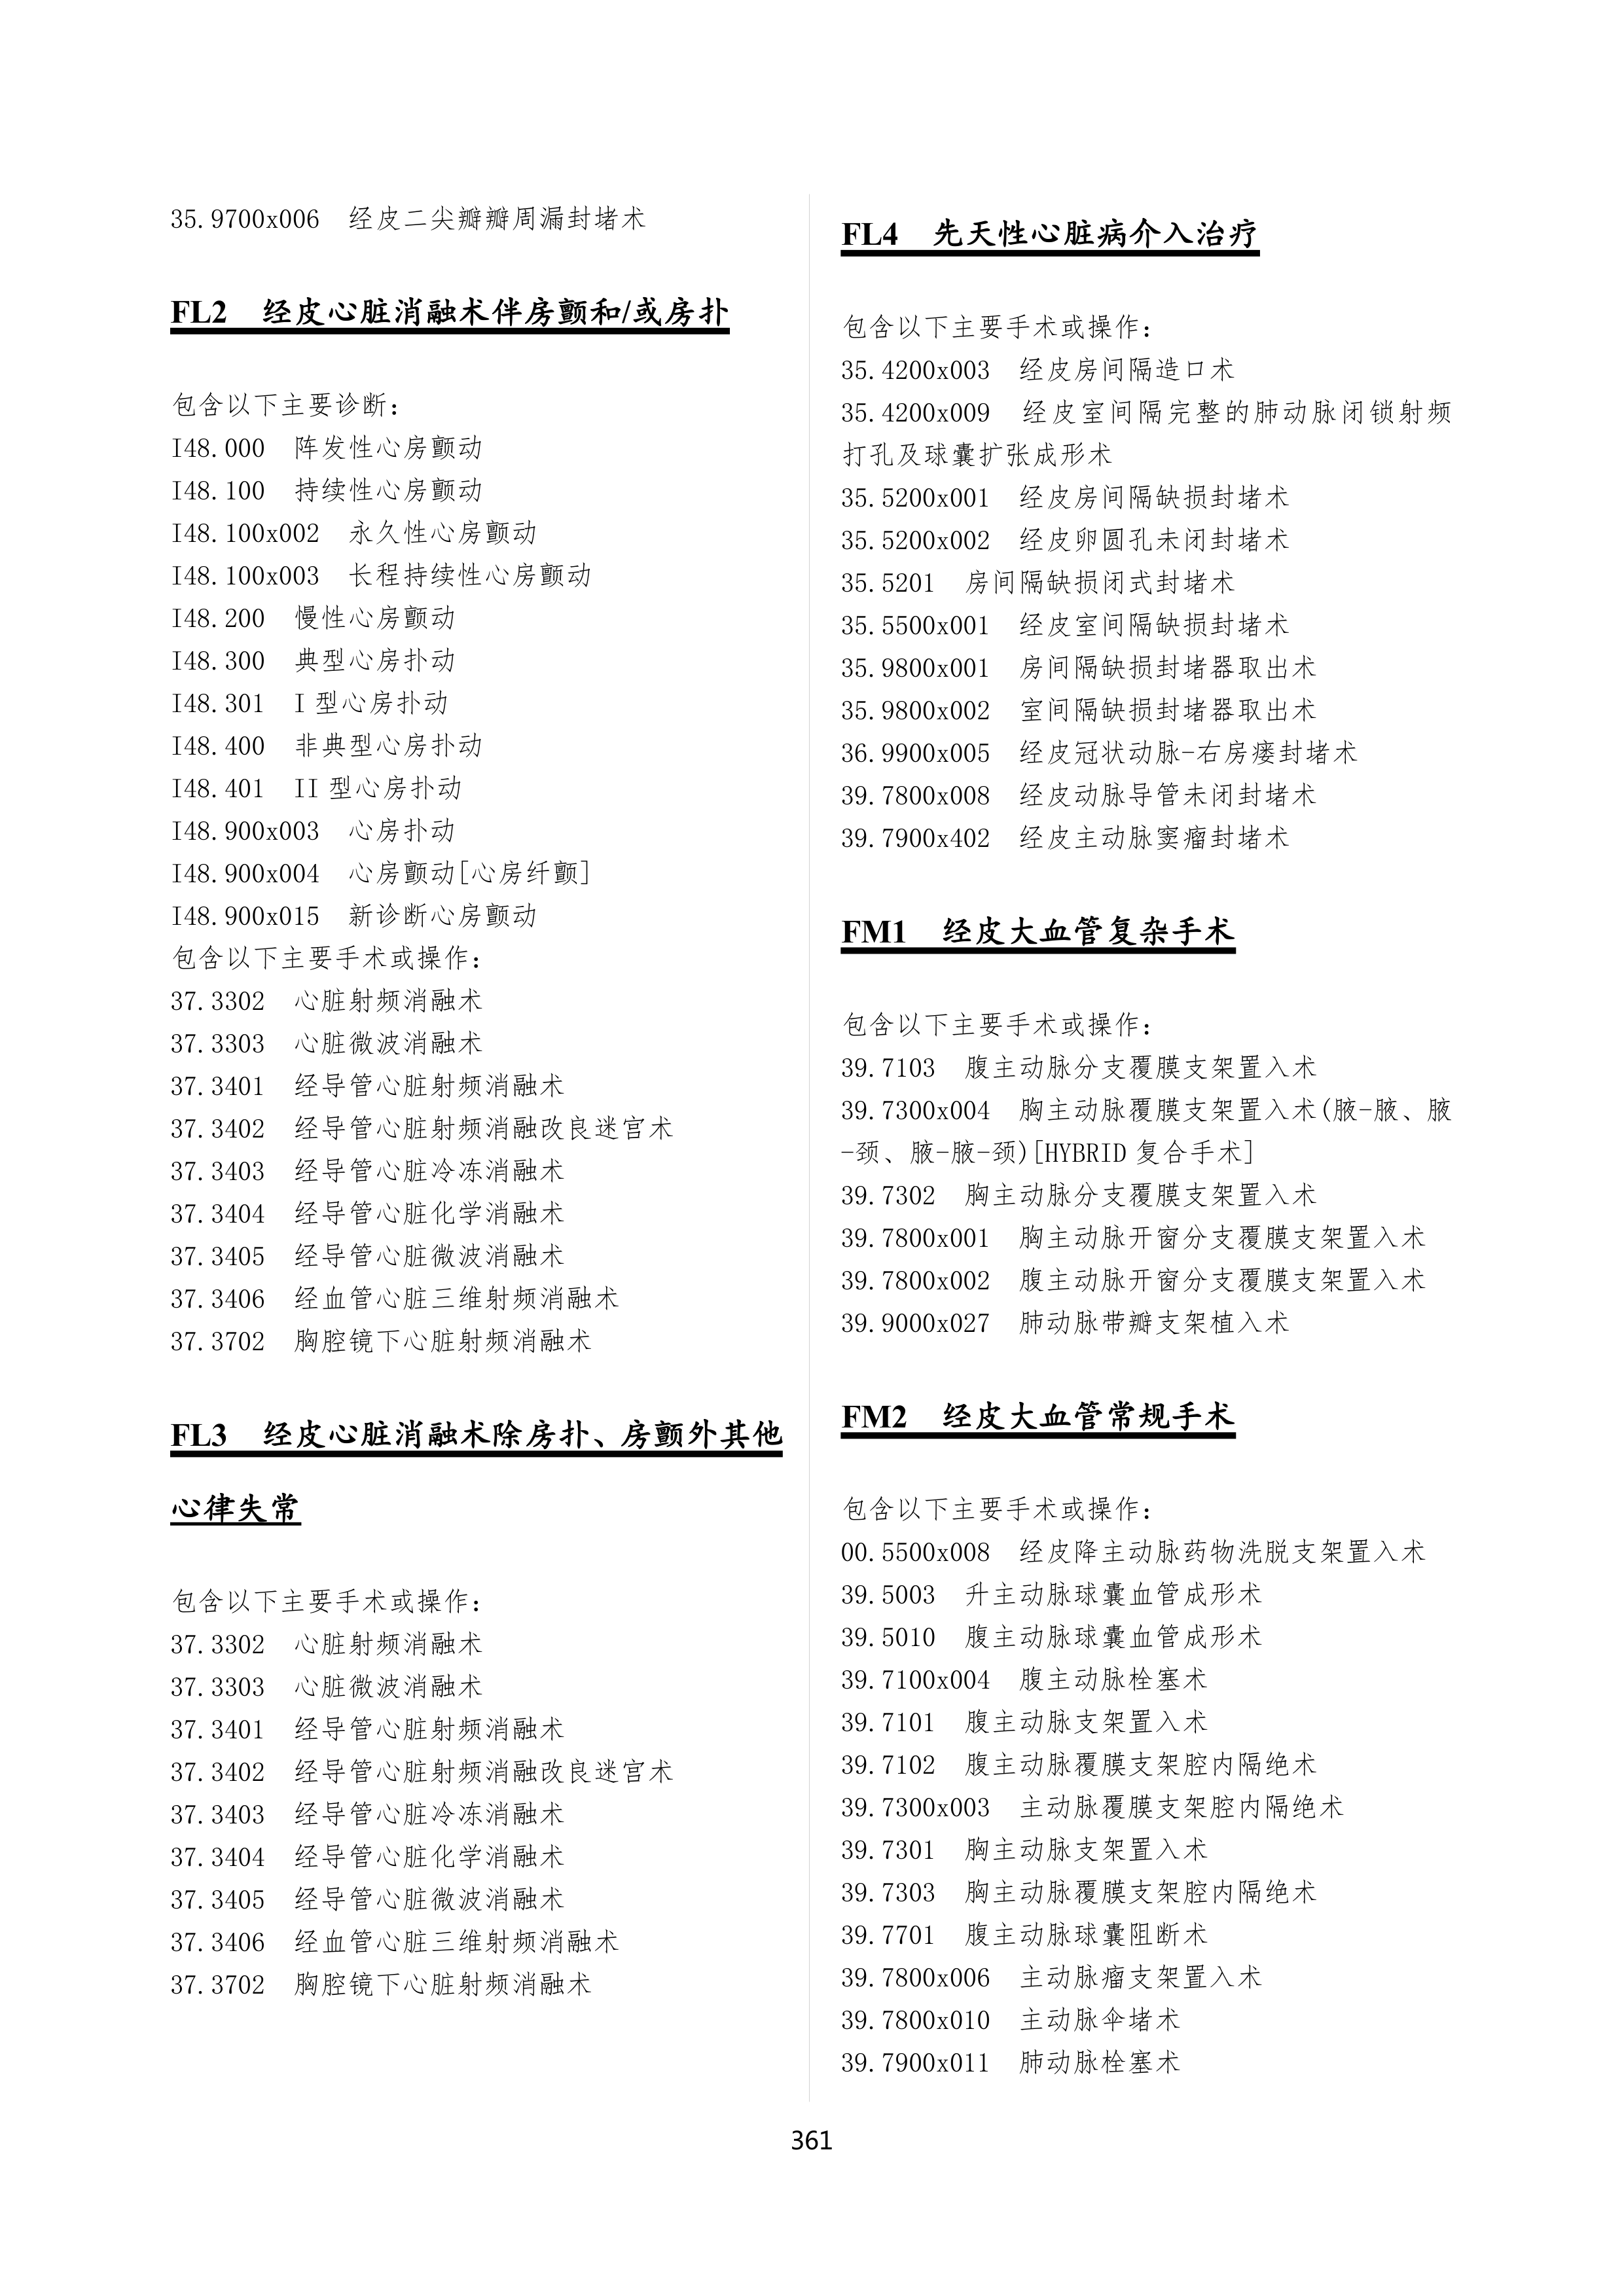 35.9700x006 经皮二尖瓣瓣周漏封堵术
FL2 经皮心脏消融术伴房颤和/或房扑
包含以下主要诊断：
I48.000 阵发性心房颤动
I48.100 持续性心房颤动
I48.100x002 永久性心房颤动
I48.100x003 长程持续性心房颤动
I48.200 慢性心房颤动
I48.300 典型心房扑动
I48.301 I 型心房扑动
I48.400 非典型心房扑动
I48.401 II 型心房扑动
I48.900x003 心房扑动
I48.900x004 心房颤动[心房纤颤]
I48.900x015 新诊断心房颤动
包含以下主要手术或操作：
37.3302 心脏射频消融术
37.3303 心脏微波消融术
37.3401 经导管心脏射频消融术
37.3402 经导管心脏射频消融改良迷宫术
37.3403 经导管心脏冷冻消融术
37.3404 经导管心脏化学消融术
37.3405 经导管心脏微波消融术
37.3406 经血管心脏三维射频消融术
37.3702 胸腔镜下心脏射频消融术
FL3 经皮心脏消融术除房扑、房颤外其他
心律失常
包含以下主要手术或操作：
37.3302 心脏射频消融术
37.3303 心脏微波消融术
37.3401 经导管心脏射频消融术
37.3402 经导管心脏射频消融改良迷宫术
37.3403 经导管心脏冷冻消融术
37.3404 经导管心脏化学消融术
37.3405 经导管心脏微波消融术
37.3406 经血管心脏三维射频消融术
37.3702 胸腔镜下心脏射频消融术
FL4 先天性心脏病介入治疗
包含以下主要手术或操作：
35.4200x003 经皮房间隔造口术
35.4200x009 经皮室间隔完整的肺动脉闭锁射频
打孔及球囊扩张成形术
35.5200x001 经皮房间隔缺损封堵术
35.5200x002 经皮卵圆孔未闭封堵术
35.5201 房间隔缺损闭式封堵术
35.5500x001 经皮室间隔缺损封堵术
35.9800x001 房间隔缺损封堵器取出术
35.9800x002 室间隔缺损封堵器取出术
36.9900x005 经皮冠状动脉-右房瘘封堵术
39.7800x008 经皮动脉导管未闭封堵术
39.7900x402 经皮主动脉窦瘤封堵术
FM1 经皮大血管复杂手术
包含以下主要手术或操作：
39.7103 腹主动脉分支覆膜支架置入术
39.7300x004 胸主动脉覆膜支架置入术(腋-腋、腋
-颈、腋-腋-颈)[HYBRID 复合手术]
39.7302 胸主动脉分支覆膜支架置入术
39.7800x001 胸主动脉开窗分支覆膜支架置入术
39.7800x002 腹主动脉开窗分支覆膜支架置入术
39.9000x027 肺动脉带瓣支架植入术
FM2 经皮大血管常规手术
包含以下主要手术或操作：
00.5500x008 经皮降主动脉药物洗脱支架置入术
39.5003 升主动脉球囊血管成形术
39.5010 腹主动脉球囊血管成形术
39.7100x004 腹主动脉栓塞术
39.7101 腹主动脉支架置入术
39.7102 腹主动脉覆膜支架腔内隔绝术
39.7300x003 主动脉覆膜支架腔内隔绝术
39.7301 胸主动脉支架置入术
39.7303 胸主动脉覆膜支架腔内隔绝术
39.7701 腹主动脉球囊阻断术
39.7800x006 主动脉瘤支架置入术
39.7800x010 主动脉伞堵术
39.7900x011 肺动脉栓塞术
361